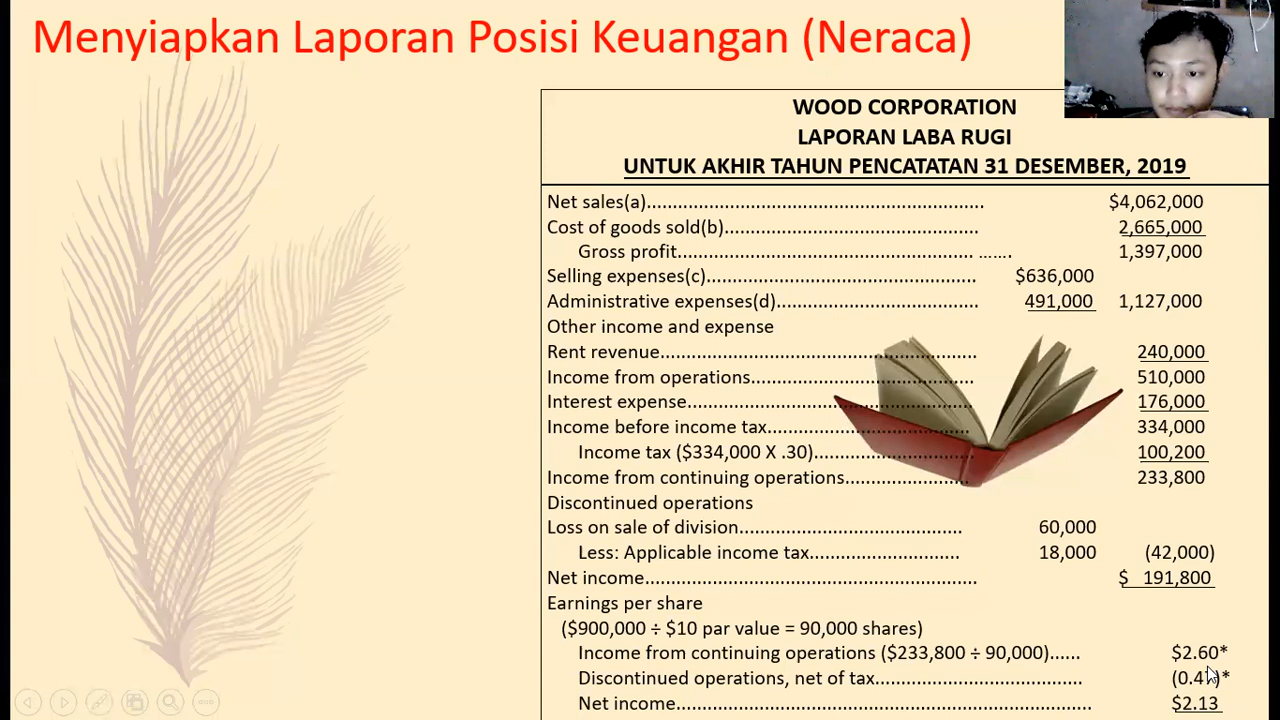 Menyiapkan Laporan Posisi Keuangan (Neraca)
WOOD CORPORATION
LAPORAN LABA RUGI
UNTUK AKHIR TAHUN PENCATATAN 31 DESEMBER, 2019
Net sales(a)............................................................... $4,062,000
Cost of goods sold(b)............................................... 2,665,000
Gross profit...................................................... ……. 1,397,000
Selling expenses(c)................................................... $636,000
Administrative expenses(d)..................................... 491,000 1,127,000
Other income and expense
Rent revenue........................................................... 240,000
Income from operations......................................... 510,000
Interest expense..................................................... 176,000
Income before income tax...................................... 334,000
Income tax ($334,000 X .30)............................. 100,200
Income from continuing operations....................... 233,800
Discontinued operations
Loss on sale of division......................................... 60,000
Less: Applicable income tax............................ 18,000 (42,000)
Net income............................................................ $ 191,800
Earnings per share
($900,000 ÷ $10 par value = 90,000 shares)
Income from continuing operations ($233,800 ÷ 90,000)...... $2.60*
Discontinued operations, net of tax...................................... *
Net income........................................................................... $2.13